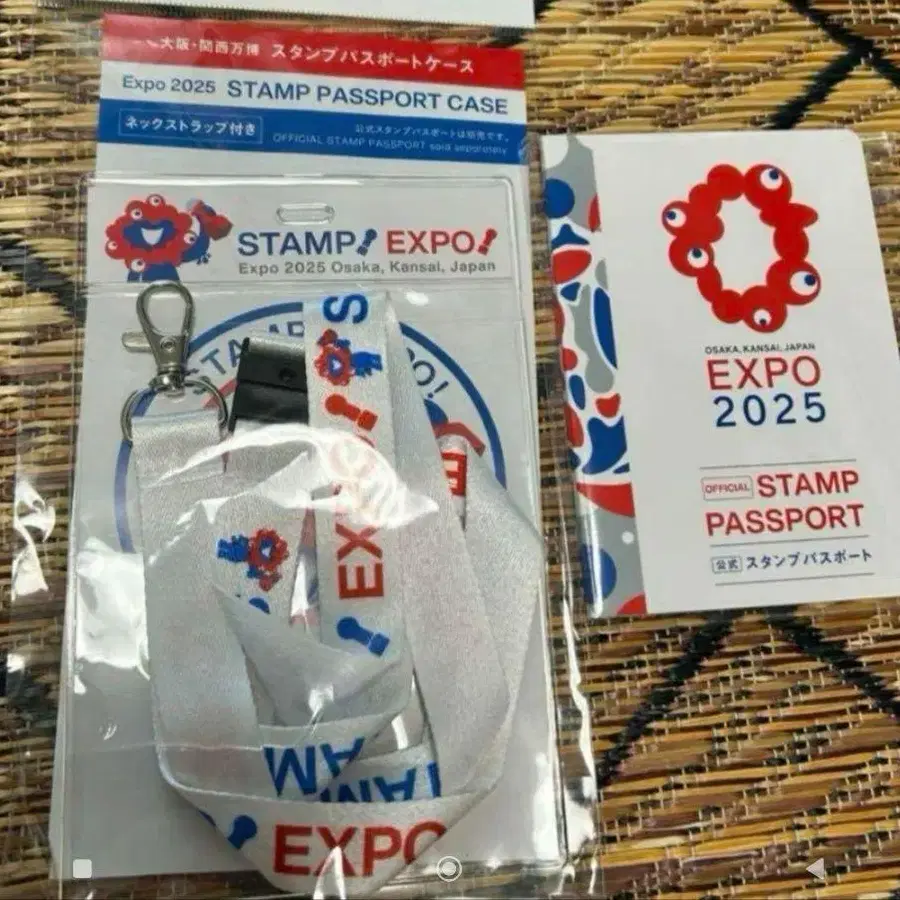 大阪・関西万博 スタンプパスポートケース
Expo 2025 STAMP PASSPORT CASE
ネックストラップ付き
公式スタンプパスポートは別売です。
OFFICIAL STAMP PASSPORT sold separately
STAMP! EXPO!
Expo 2025 Osaka, Kansai, Japan
EXPO!
EXPO
OSAKA, KANSAI, JAPAN
EXPO
2025
OFFICIAL STAMP
PASSPORT
公式 スタンプパスポート